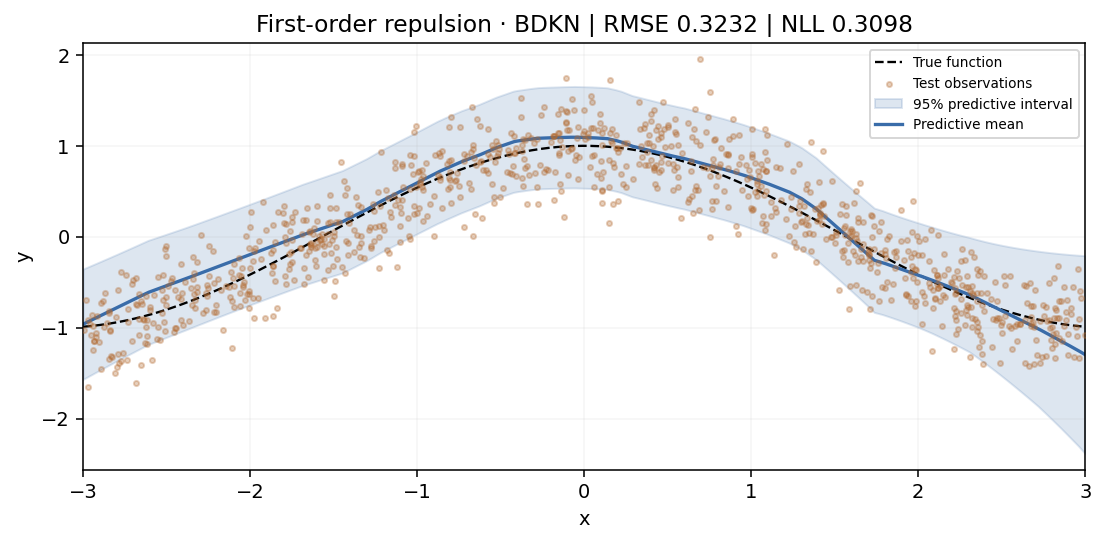 First-order repulsion · BDKN | RMSE 0.3232 | NLL 0.3098
True function
Test observations
95% predictive interval
Predictive mean
y
2
1
0
−1
−2
−3
−2
−1
0
1
2
3
x